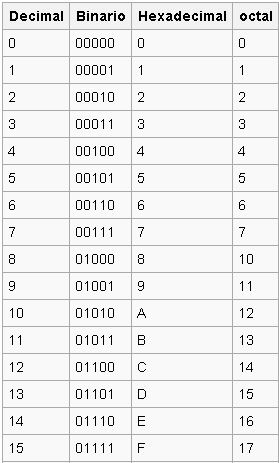 Decimal Binario Hexadecimal octal
0 00000 0 0
1 00001 1 1
2 00010 2 2
3 00011 3 3
4 00100 4 4
5 00101 5 5
6 00110 6 6
7 00111 7 7
8 01000 8 10
9 01001 9 11
10 01010 A 12
11 01011 B 13
12 01100 C 14
13 01101 D 15
14 01110 E 16
15 01111 F 17